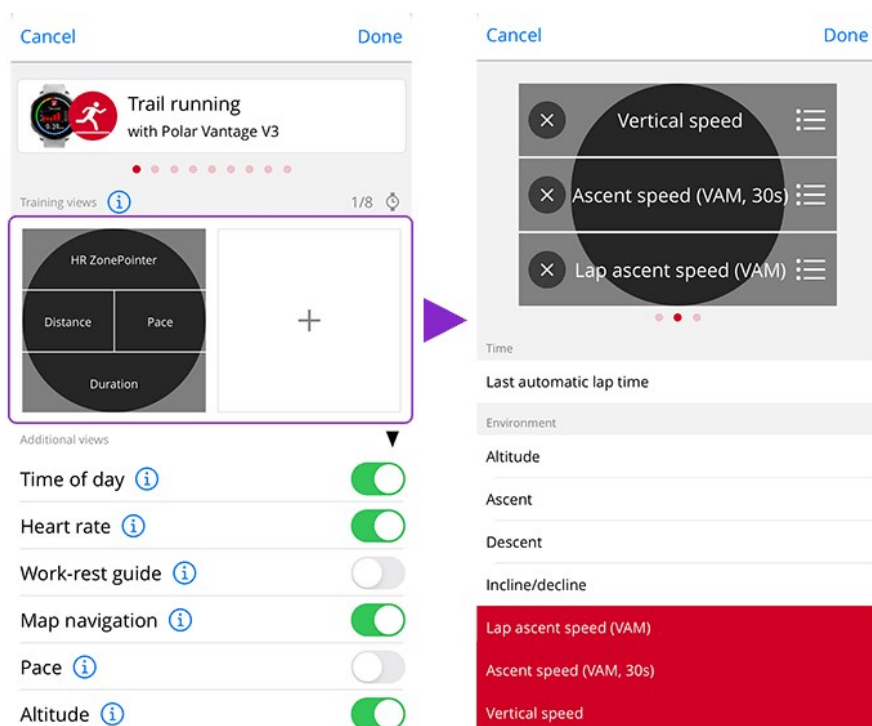 Cancel
Done
Trail running
with Polar Vantage V3
Training views
1/8
HR ZonePointer
Distance
Pace
Duration
Additional views
Time of day
Heart rate
Work-rest guide
Map navigation
Pace
Altitude
Cancel
Done
Vertical speed
Ascent speed (VAM, 30s)
Lap ascent speed (VAM)
Time
Last automatic lap time
Environment
Altitude
Ascent
Descent
Incline/decline
Lap ascent speed (VAM)
Ascent speed (VAM, 30s)
Vertical speed